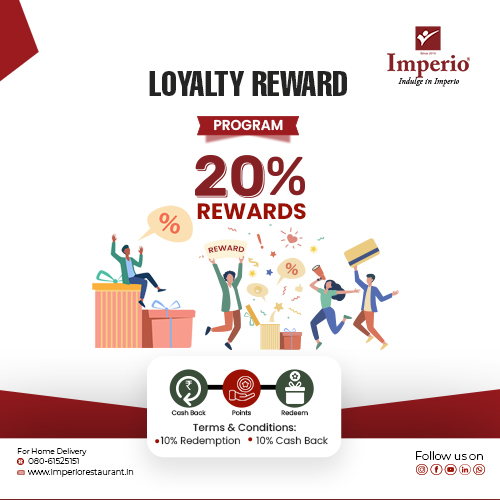 Since 2010
Imperio®
Indulge in Imperio
LOYALTY REWARD
PROGRAM
20%
REWARDS
%
REWARD
%
₹
Cash Back
Points
Redeem
Terms & Conditions:
•10% Redemption • 10% Cash Back
For Home Delivery
080-61525151
www.imperiorestaurant.in
Follow us on